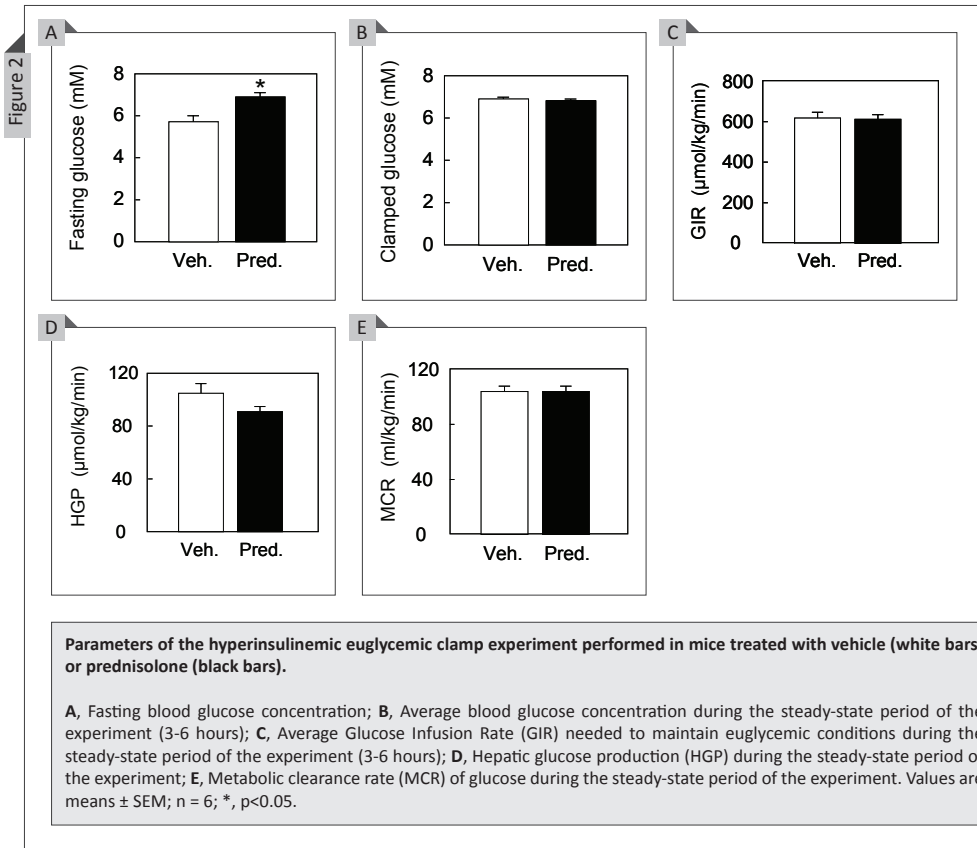 Figure 2
A
Fasting glucose (mM)
8
6
4
2
0
*
Veh. Pred.
B
Clamped glucose (mM)
8
6
4
2
0
Veh. Pred.
C
GIR (µmol/kg/min)
800
600
400
200
0
Veh. Pred.
D
HGP (µmol/kg/min)
120
80
40
0
Veh. Pred.
E
MCR (ml/kg/min)
120
80
40
0
Veh. Pred.
Parameters of the hyperinsulinemic euglycemic clamp experiment performed in mice treated with vehicle (white bars
or prednisolone (black bars).
A, Fasting blood glucose concentration; B, Average blood glucose concentration during the steady-state period of the
experiment (3-6 hours); C, Average Glucose Infusion Rate (GIR) needed to maintain euglycemic conditions during the
steady-state period of the experiment (3-6 hours); D, Hepatic glucose production (HGP) during the steady-state period o
the experiment; E, Metabolic clearance rate (MCR) of glucose during the steady-state period of the experiment. Values are
means ± SEM; n = 6; *, p<0.05.